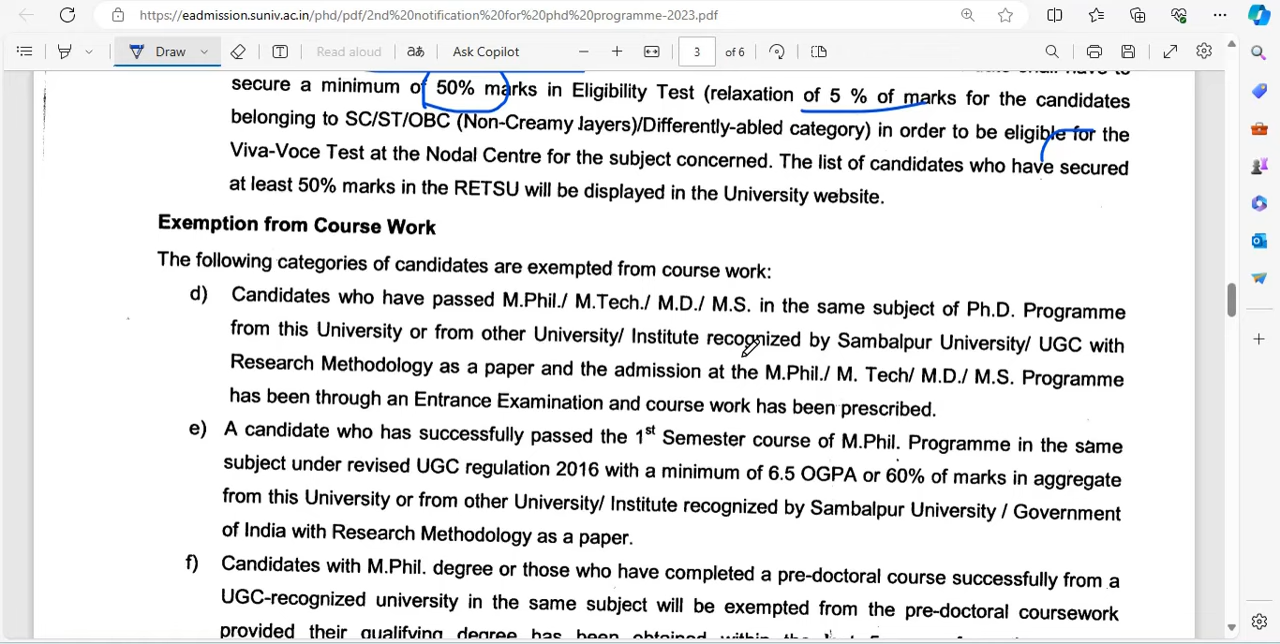 https://eadmission.suniv.ac.in/phd/pdf/2nd%20notification%20for%20phd%20programme-2023.pdf
Draw
Read aloud
aあ
Ask Copilot
3
of 6
secure a minimum of 50% marks in Eligibility Test (relaxation of 5 % of marks for the candidates
belonging to SC/ST/OBC (Non-Creamy layers)/Differently-abled category) in order to be eligible for the
Viva-Voce Test at the Nodal Centre for the subject concerned. The list of candidates who have secured
at least 50% marks in the RETSU will be displayed in the University website.
Exemption from Course Work
The following categories of candidates are exempted from course work:
d) Candidates who have passed M.Phil./ M.Tech./ M.D./ M.S. in the same subject of Ph.D. Programme
from this University or from other University/ Institute recognized by Sambalpur University/ UGC with
Research Methodology as a paper and the admission at the M.Phil./ M. Tech/ M.D./ M.S. Programme
has been through an Entrance Examination and course work has been prescribed.
e) A candidate who has successfully passed the 1st Semester course of M.Phil. Programme in the same
subject under revised UGC regulation 2016 with a minimum of 6.5 OGPA or 60% of marks in aggregate
from this University or from other University/ Institute recognized by Sambalpur University / Government
of India with Research Methodology as a paper.
f) Candidates with M.Phil. degree or those who have completed a pre-doctoral course successfully from a
UGC-recognized university in the same subject will be exempted from the pre-doctoral coursework
provided their qualifying degree has been obtained within the